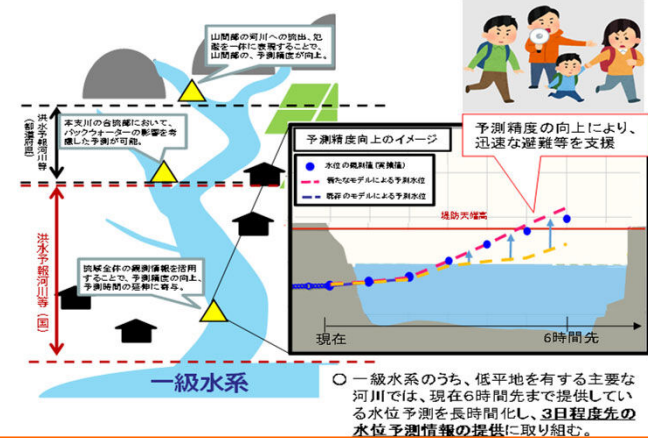 山間部の河川への流出、氾
濫を一体に表現することで、
山間部の、予測精度が向上。
洪水予報河川等
(都道府県)
本支川の合流部において、
バックウォーターの影響を考
慮した予測が可能。
洪水予報河川等(国)
流域全体の観測情報を活用
することで、予測精度の向上、
予測時間の延伸に寄与。
一級水系
予測精度の向上により、
迅速な避難等を支援
予測精度向上のイメージ
水位の観測値(実績値)
新たなモデルによる予測水位
既存のモデルによる予測水位
堤防天端高
現在
6時間先
○ 一級水系のうち、低平地を有する主要な
河川では、現在6時間先まで提供してい
る水位予測を長時間化し、3日程度先の
水位予測情報の提供に取り組む。